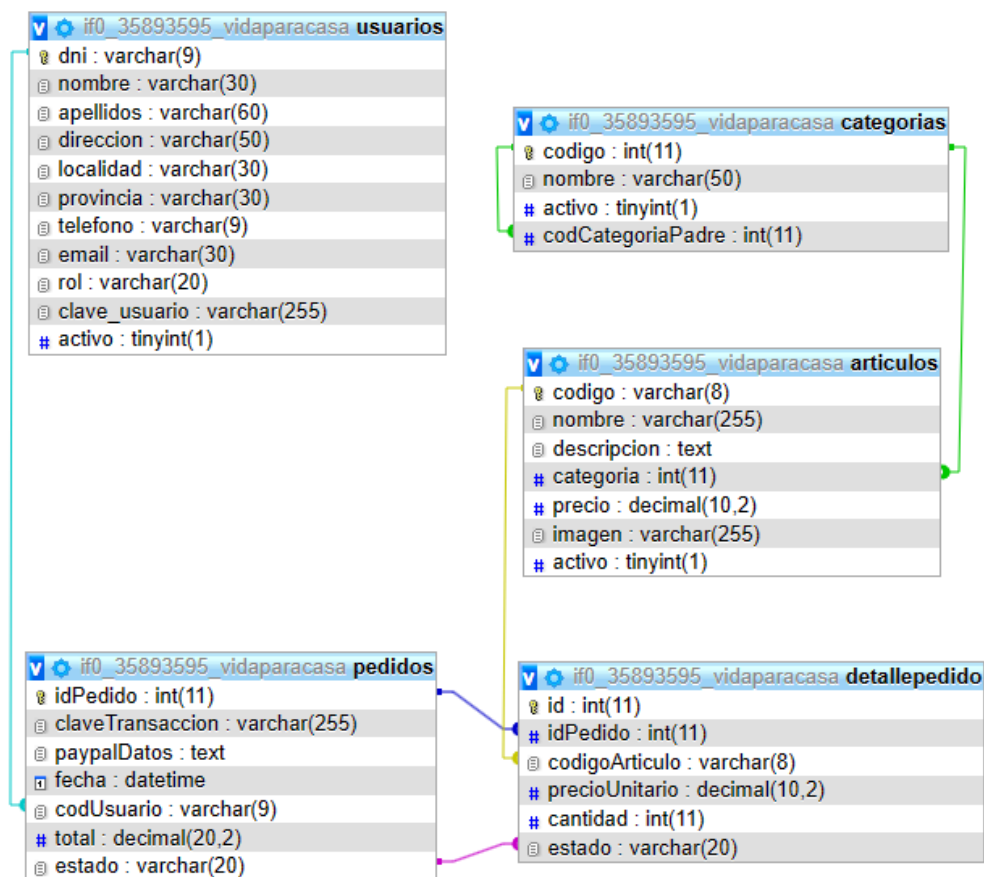 if0_35893595_vidaparacasa usuarios
dni : varchar(9)
nombre : varchar(30)
apellidos : varchar(60)
direccion : varchar(50)
localidad : varchar(30)
provincia : varchar(30)
telefono : varchar(9)
email : varchar(30)
rol : varchar(20)
clave_usuario : varchar(255)
# activo : tinyint(1)
if0_35893595_vidaparacasa categorias
codigo : int(11)
nombre : varchar(50)
# activo : tinyint(1)
# codCategoriaPadre : int(11)
if0_35893595_vidaparacasa articulos
codigo : varchar(8)
nombre : varchar(255)
descripcion : text
# categoria : int(11)
# precio : decimal(10,2)
imagen : varchar(255)
# activo : tinyint(1)
if0_35893595_vidaparacasa pedidos
idPedido : int(11)
claveTransaccion : varchar(255)
paypalDatos : text
fecha : datetime
codUsuario : varchar(9)
# total : decimal(20,2)
estado : varchar(20)
if0_35893595_vidaparacasa detallepedido
id : int(11)
# idPedido : int(11)
codigoArticulo : varchar(8)
# precioUnitario : decimal(10,2)
# cantidad : int(11)
estado : varchar(20)